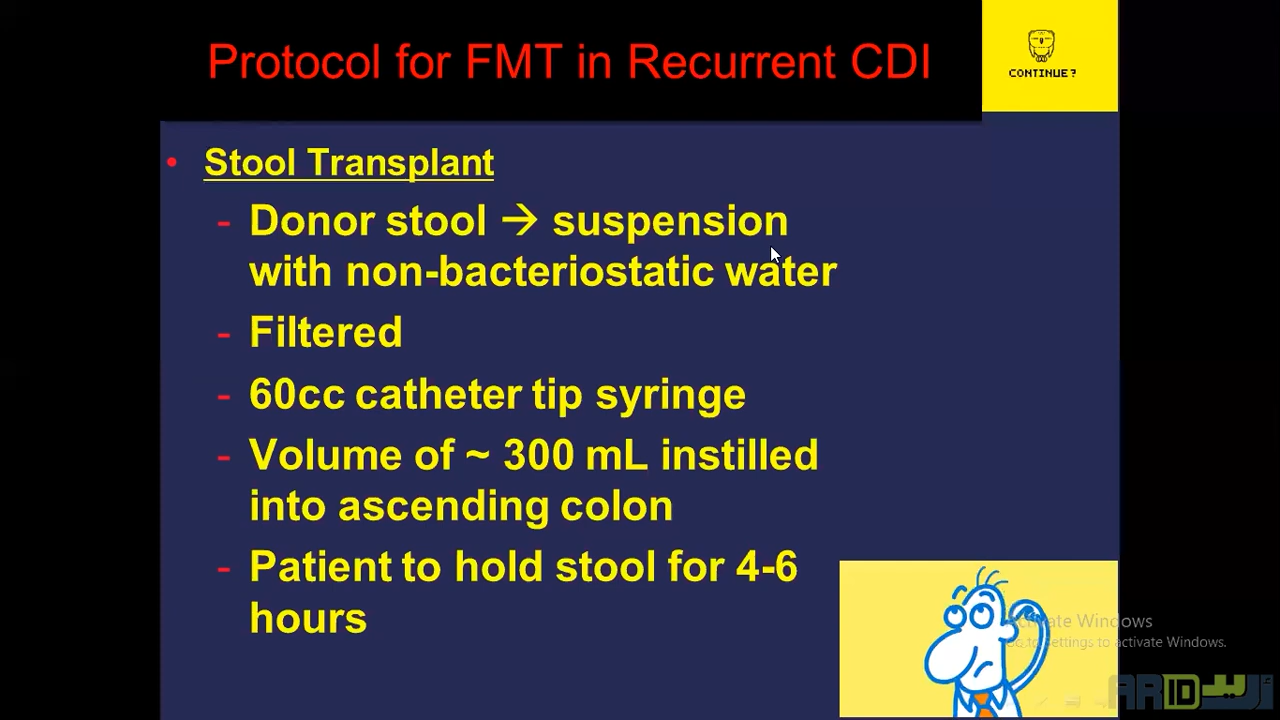 Protocol for FMT in Recurrent CDI
CONTINUE?
• Stool Transplant
- Donor stool → suspension
with non-bacteriostatic water
- Filtered
- 60cc catheter tip syringe
- Volume of ~ 300 mL instilled
into ascending colon
- Patient to hold stool for 4-6
hours
Activate Windows
Go to Settings to activate Windows.
ARID أريد